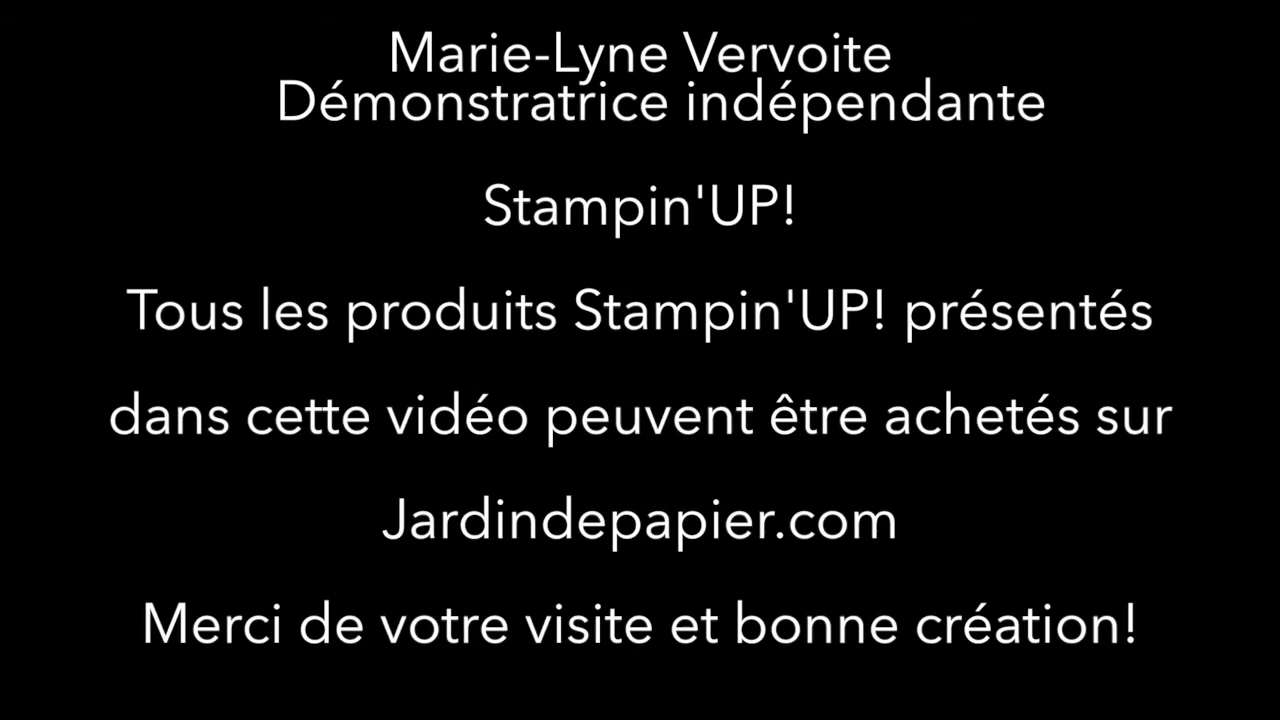 Marie-Lyne Vervoite
Démonstratrice indépendante
Stampin'UP!
Tous les produits Stampin'UP! présentés
dans cette vidéo peuvent être achetés sur
Jardindepapier.com
Merci de votre visite et bonne création!